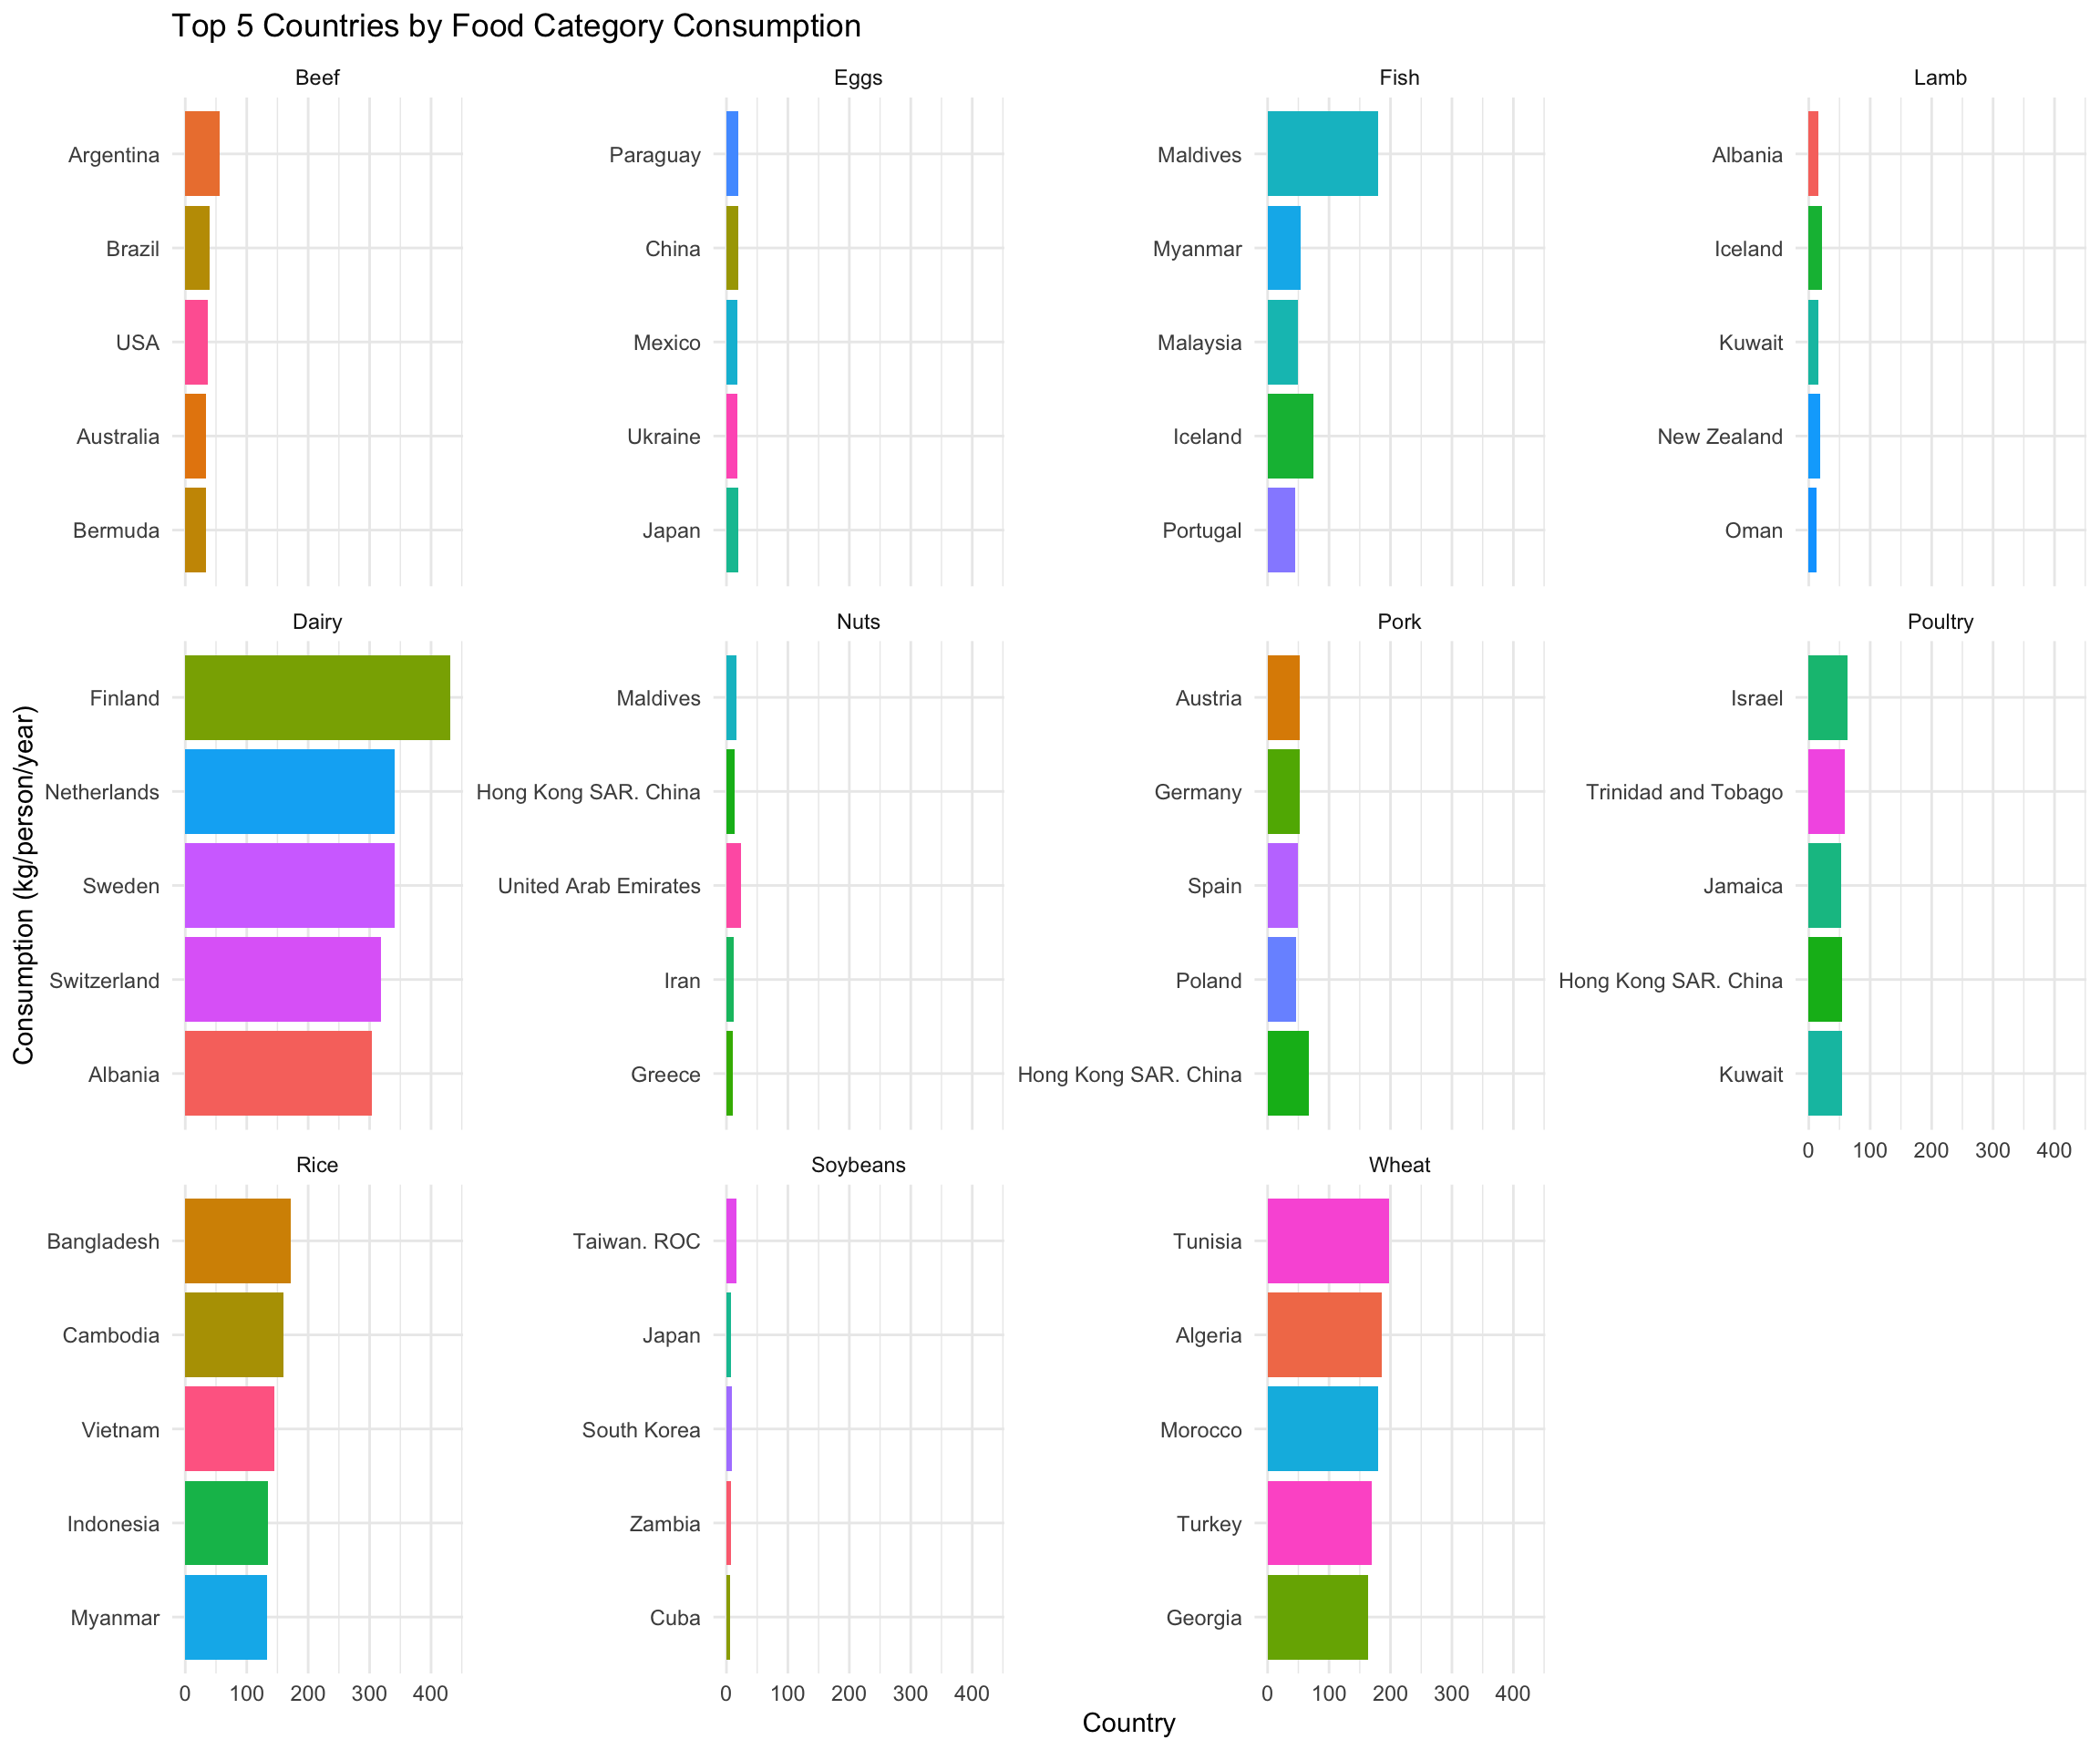 Top 5 Countries by Food Category Consumption
Beef
Argentina
Brazil
USA
Australia
Bermuda
Eggs
Paraguay
China
Mexico
Ukraine
Japan
Fish
Maldives
Myanmar
Malaysia
Iceland
Portugal
Lamb
Albania
Iceland
Kuwait
New Zealand
Oman
Consumption (kg/person/year)
Dairy
Finland
Netherlands
Sweden
Switzerland
Albania
Nuts
Maldives
Hong Kong SAR. China
United Arab Emirates
Iran
Greece
Pork
Austria
Germany
Spain
Poland
Hong Kong SAR. China
Poultry
Israel
Trinidad and Tobago
Jamaica
Hong Kong SAR. China
Kuwait
0 100 200 300 400
Rice
Bangladesh
Cambodia
Vietnam
Indonesia
Myanmar
0 100 200 300 400
Soybeans
Taiwan. ROC
Japan
South Korea
Zambia
Cuba
0 100 200 300 400
Wheat
Tunisia
Algeria
Morocco
Turkey
Georgia
0 100 200 300 400
Country